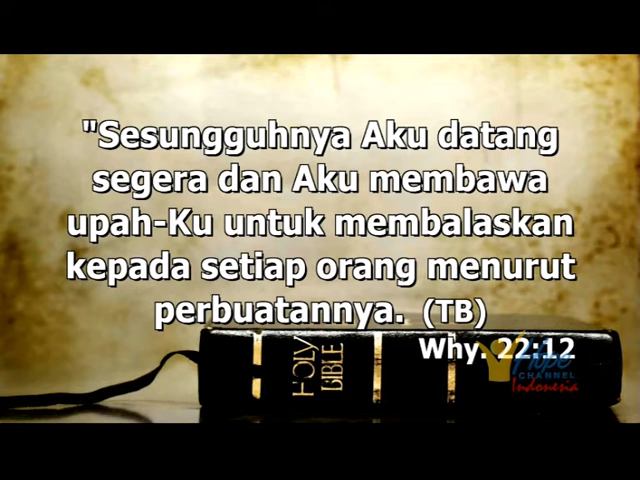 "Sesungguhnya Aku datang
segera dan Aku membawa
upah-Ku untuk membalaskan
kepada setiap orang menurut
perbuatannya. (TB)
Why. 22:12
HOLY
BIBLE
Hope
CHANNEL
Indonesia